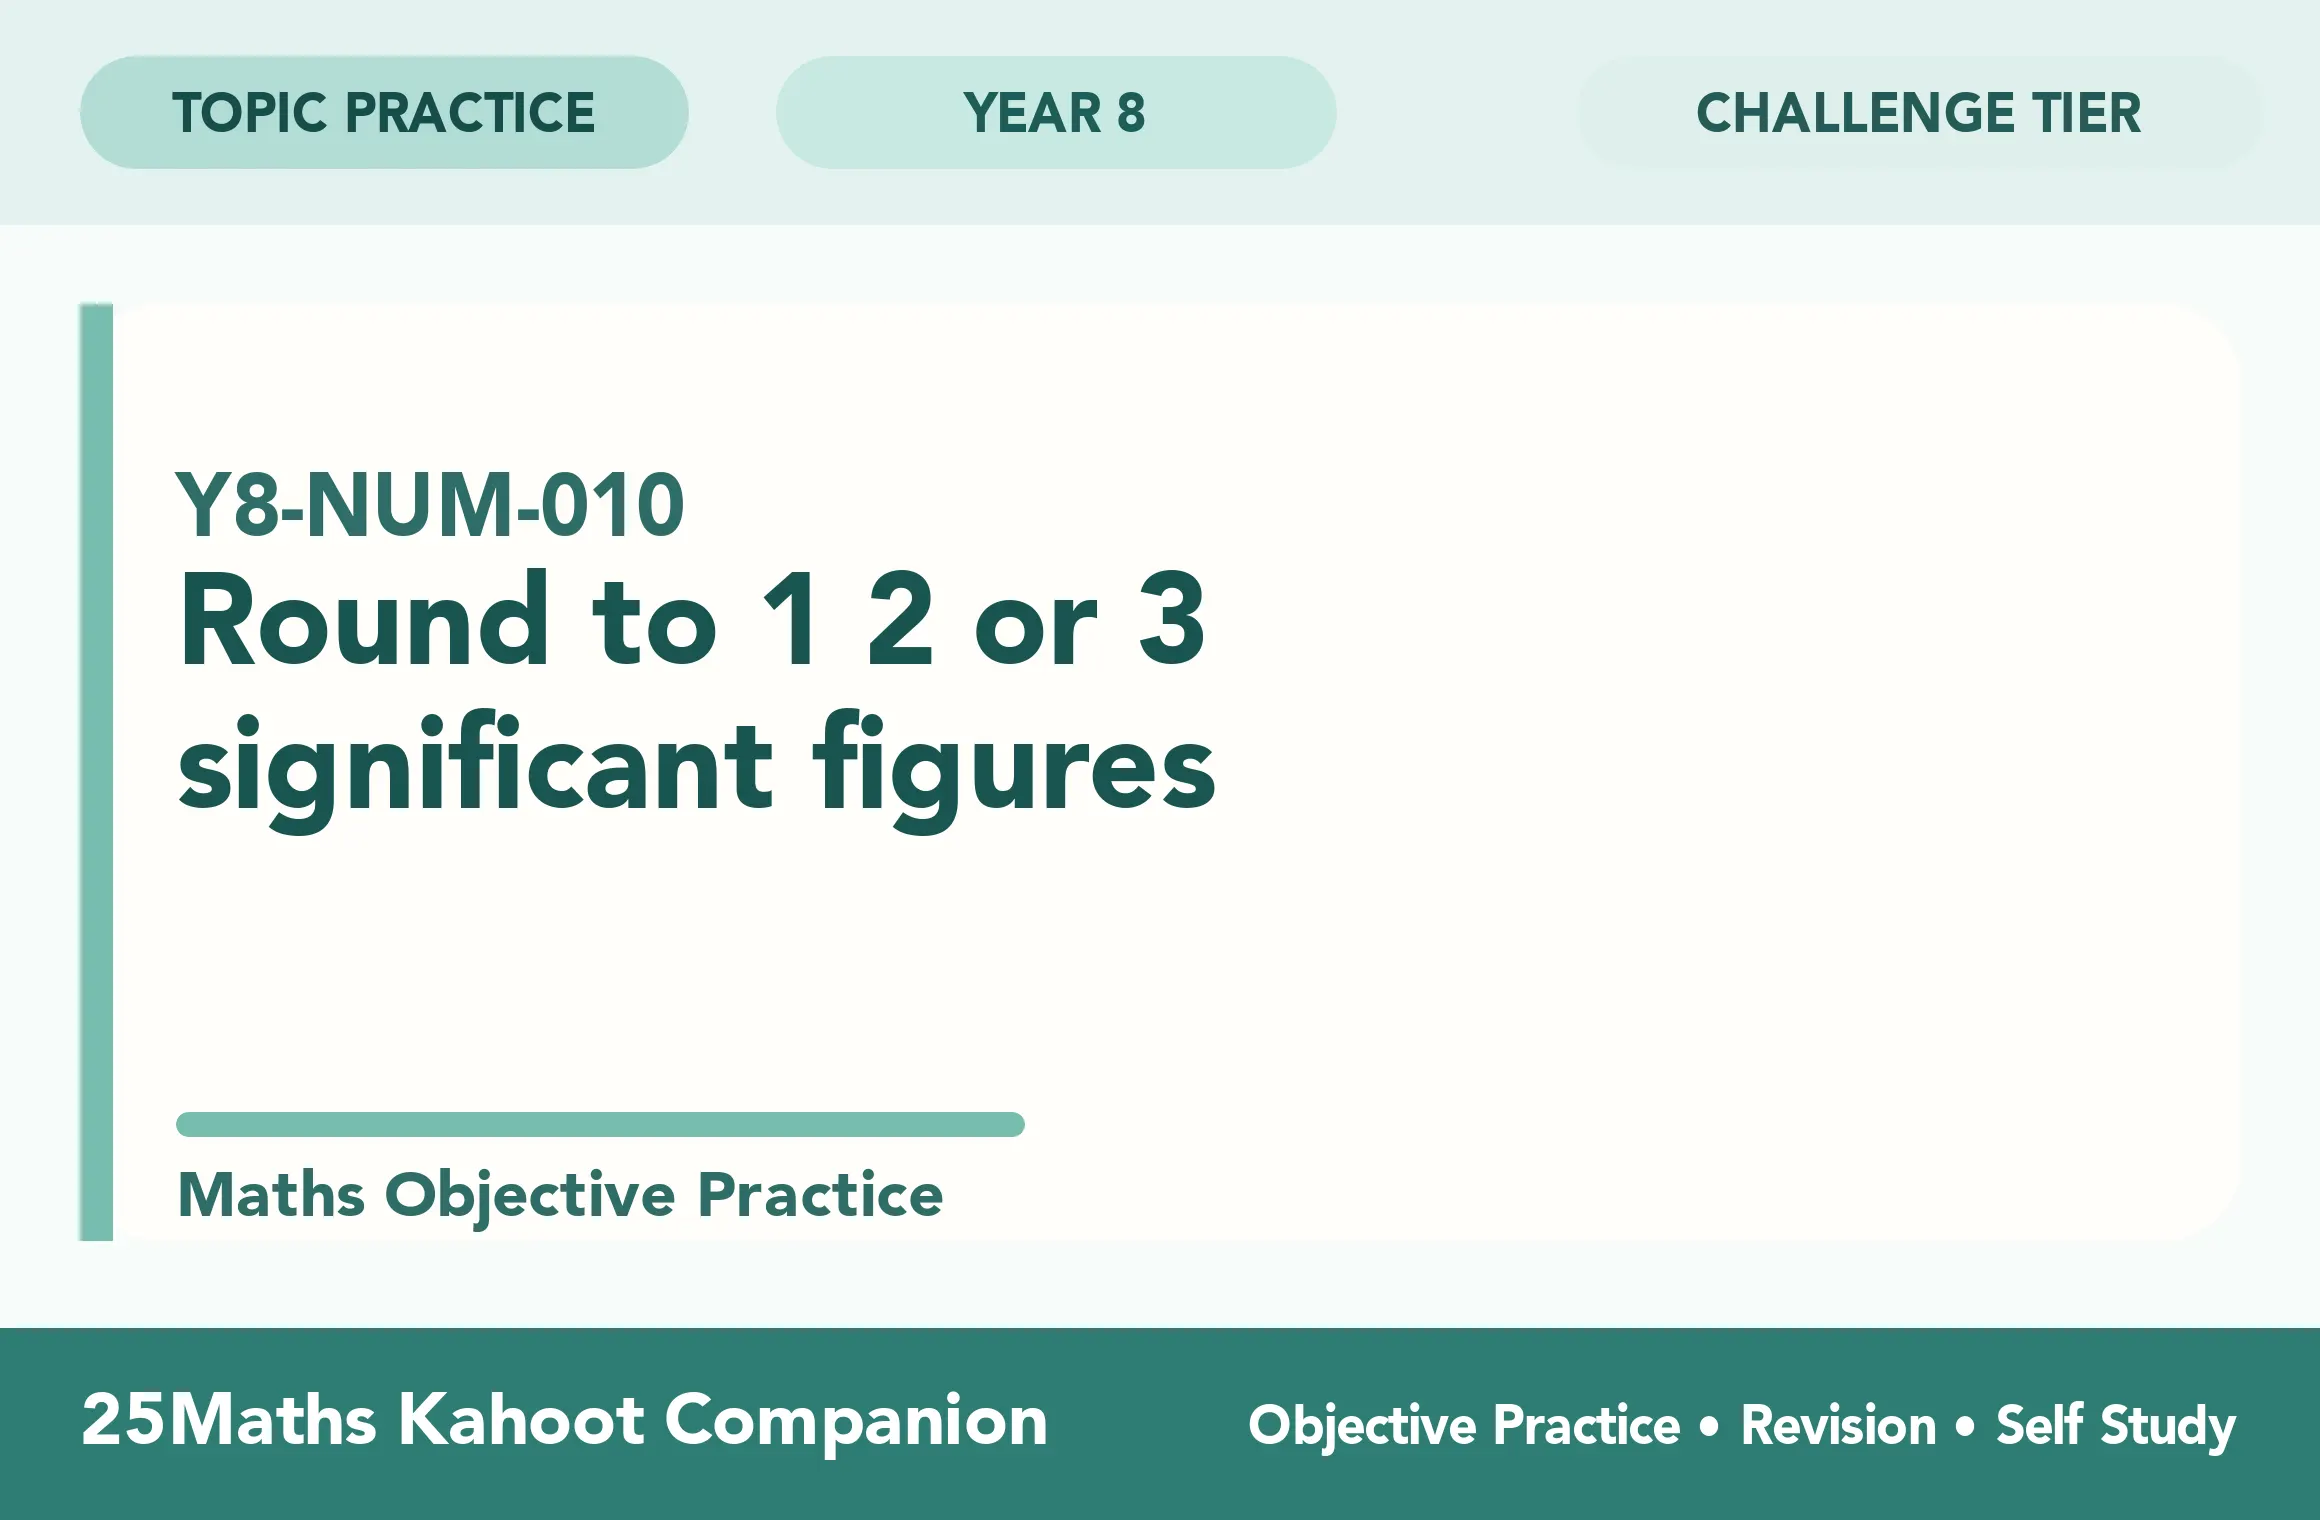 TOPIC PRACTICE
YEAR 8
CHALLENGE TIER
Y8-NUM-010
Round to 1 2 or 3
significant figures
Maths Objective Practice
25Maths Kahoot Companion
Objective Practice • Revision • Self Study